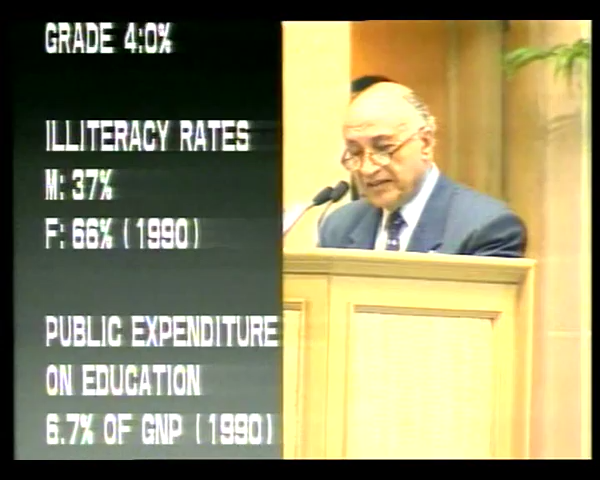 GRADE 4:0%
ILLITERACY RATES
M: 37%
F: 66% (1990)
PUBLIC EXPENDITURE
ON EDUCATION
6.7% OF GNP (1990)